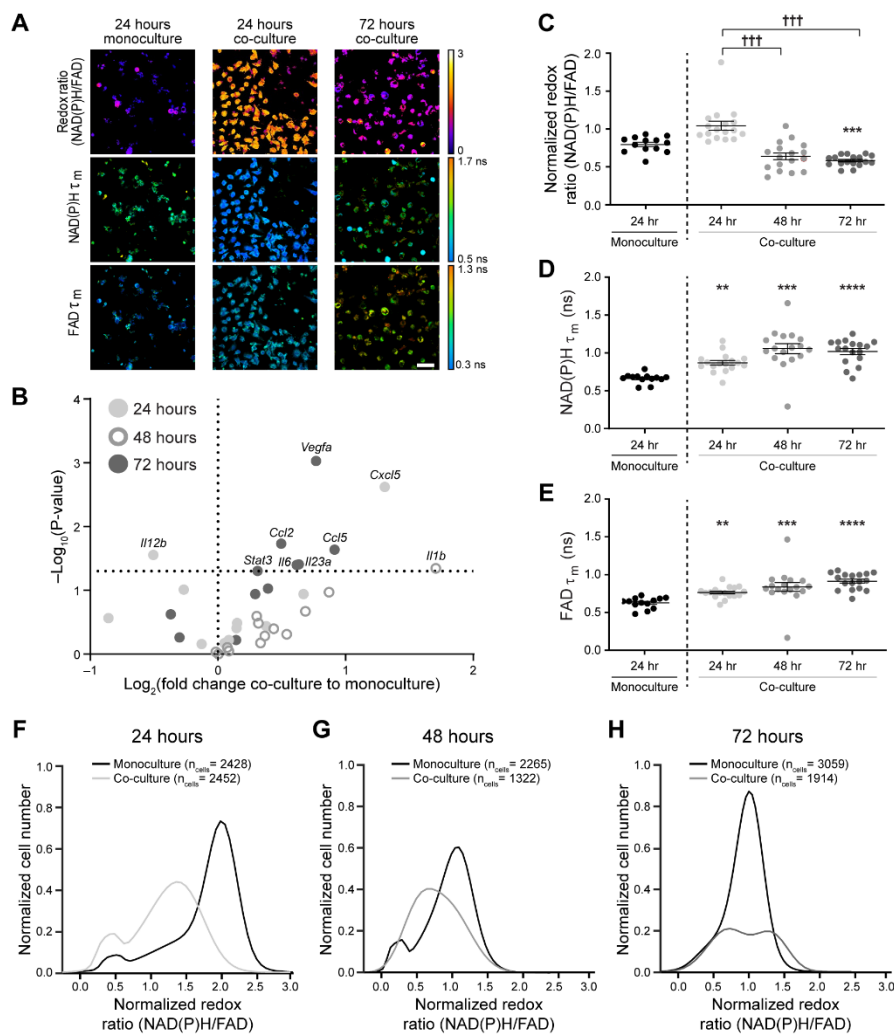 A
24 hours
monoculture
24 hours
co-culture
72 hours
co-culture
Redox ratio
(NAD(P)H/FAD)
3
0
NAD(P)H τm
1.7 ns
0.5 ns
FAD τm
1.3 ns
0.3 ns
B
–Log10(P-value)
4
3
2
1
0
24 hours
48 hours
72 hours
Vegfa
Cxcl5
Il12b
Ccl2
Ccl5
Stat3
Il6
Il23a
Il1b
−1
0
1
2
Log2(fold change co-culture to monoculture)
C
Normalized redox
ratio (NAD(P)H/FAD)
2.0
1.5
1.0
0.5
0.0
†††
†††
***
24 hr
24 hr
48 hr
72 hr
Monoculture
Co-culture
D
NAD(P)H τm (ns)
2.0
1.5
1.0
0.5
0.0
**
***
****
24 hr
24 hr
48 hr
72 hr
Monoculture
Co-culture
E
FAD τm (ns)
2.0
1.5
1.0
0.5
0.0
**
***
****
24 hr
24 hr
48 hr
72 hr
Monoculture
Co-culture
F
24 hours
Monoculture (ncells= 2428)
Co-culture (ncells= 2452)
Normalized cell number
1.0
0.8
0.6
0.4
0.2
0.0
0.0 0.5 1.0 1.5 2.0 2.5 3.0
Normalized redox
ratio (NAD(P)H/FAD)
G
48 hours
Monoculture (ncells= 2265)
Co-culture (ncells = 1322)
Normalized cell number
1.0
0.8
0.6
0.4
0.2
0
0.0 0.5 1.0 1.5 2.0 2.5 3.0
Normalized redox
ratio (NAD(P)H/FAD)
H
72 hours
Monoculture (ncells= 3059)
Co-culture (ncells = 1914)
Normalized cell number
1.0
0.8
0.6
0.4
0.2
0
0.0 0.5 1.0 1.5 2.0 2.5 3.0
Normalized redox
ratio (NAD(P)H/FAD)